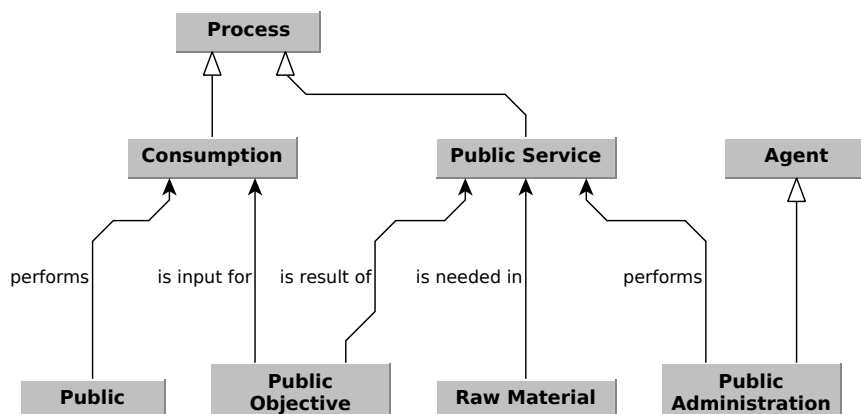 Process
Consumption
Public Service
Agent
performs
is input for
is result of
is needed in
performs
Public
Public
Objective
Raw Material
Public
Administration